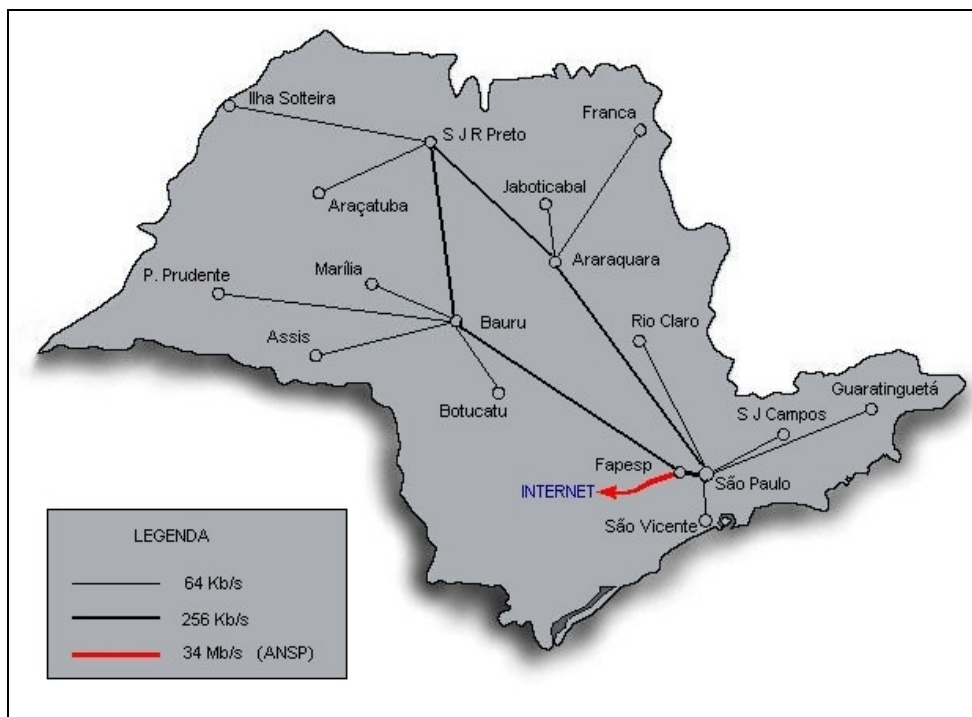 Ilha Solteira
Franca
S J R Preto
Jaboticabal
Araçatuba
Araraquara
Marília
P. Prudente
Bauru
Rio Claro
Assis
Guaratinguetá
Botucatu
S J Campos
Fapesp
São Paulo
INTERNET
São Vicente
LEGENDA
64 Kb/s
256 Kb/s
34 Mb/s (ANSP)